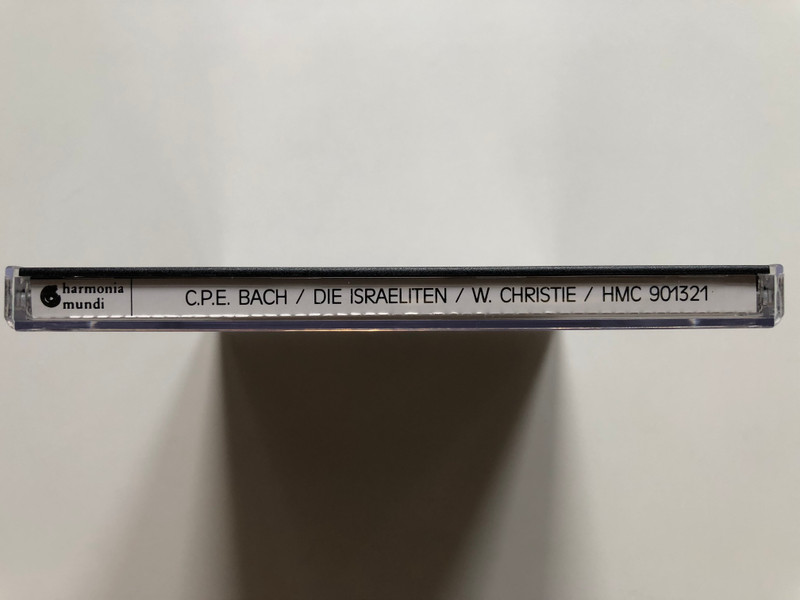 harmonia
mundi
C.P.E. BACH / DIE ISRAELITEN / W. CHRISTIE / HMC 901321